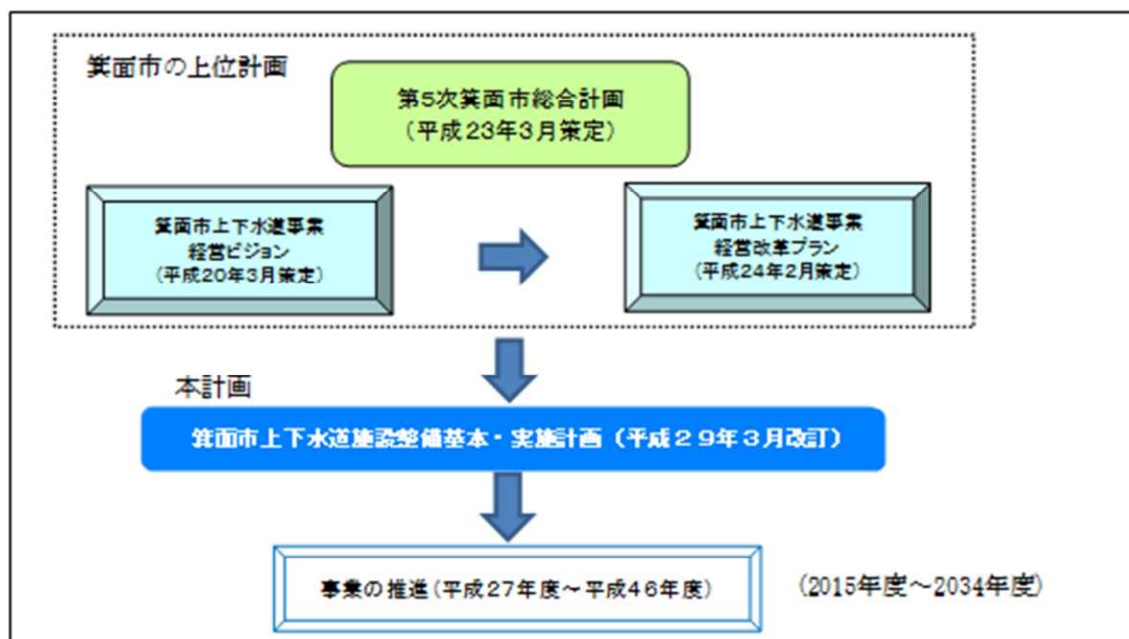 箕面市の上位計画
第5次箕面市総合計画
(平成23年3月策定)
箕面市上下水道事業
経営ビジョン
(平成20年3月策定)
箕面市上下水道事業
経営改革プラン
(平成24年2月策定)
本計画
箕面市上下水道施設整備基本・実施計画（平成２９年３月改訂）
事業の推進(平成27年度～平成46年度)
(2015年度～2034年度)